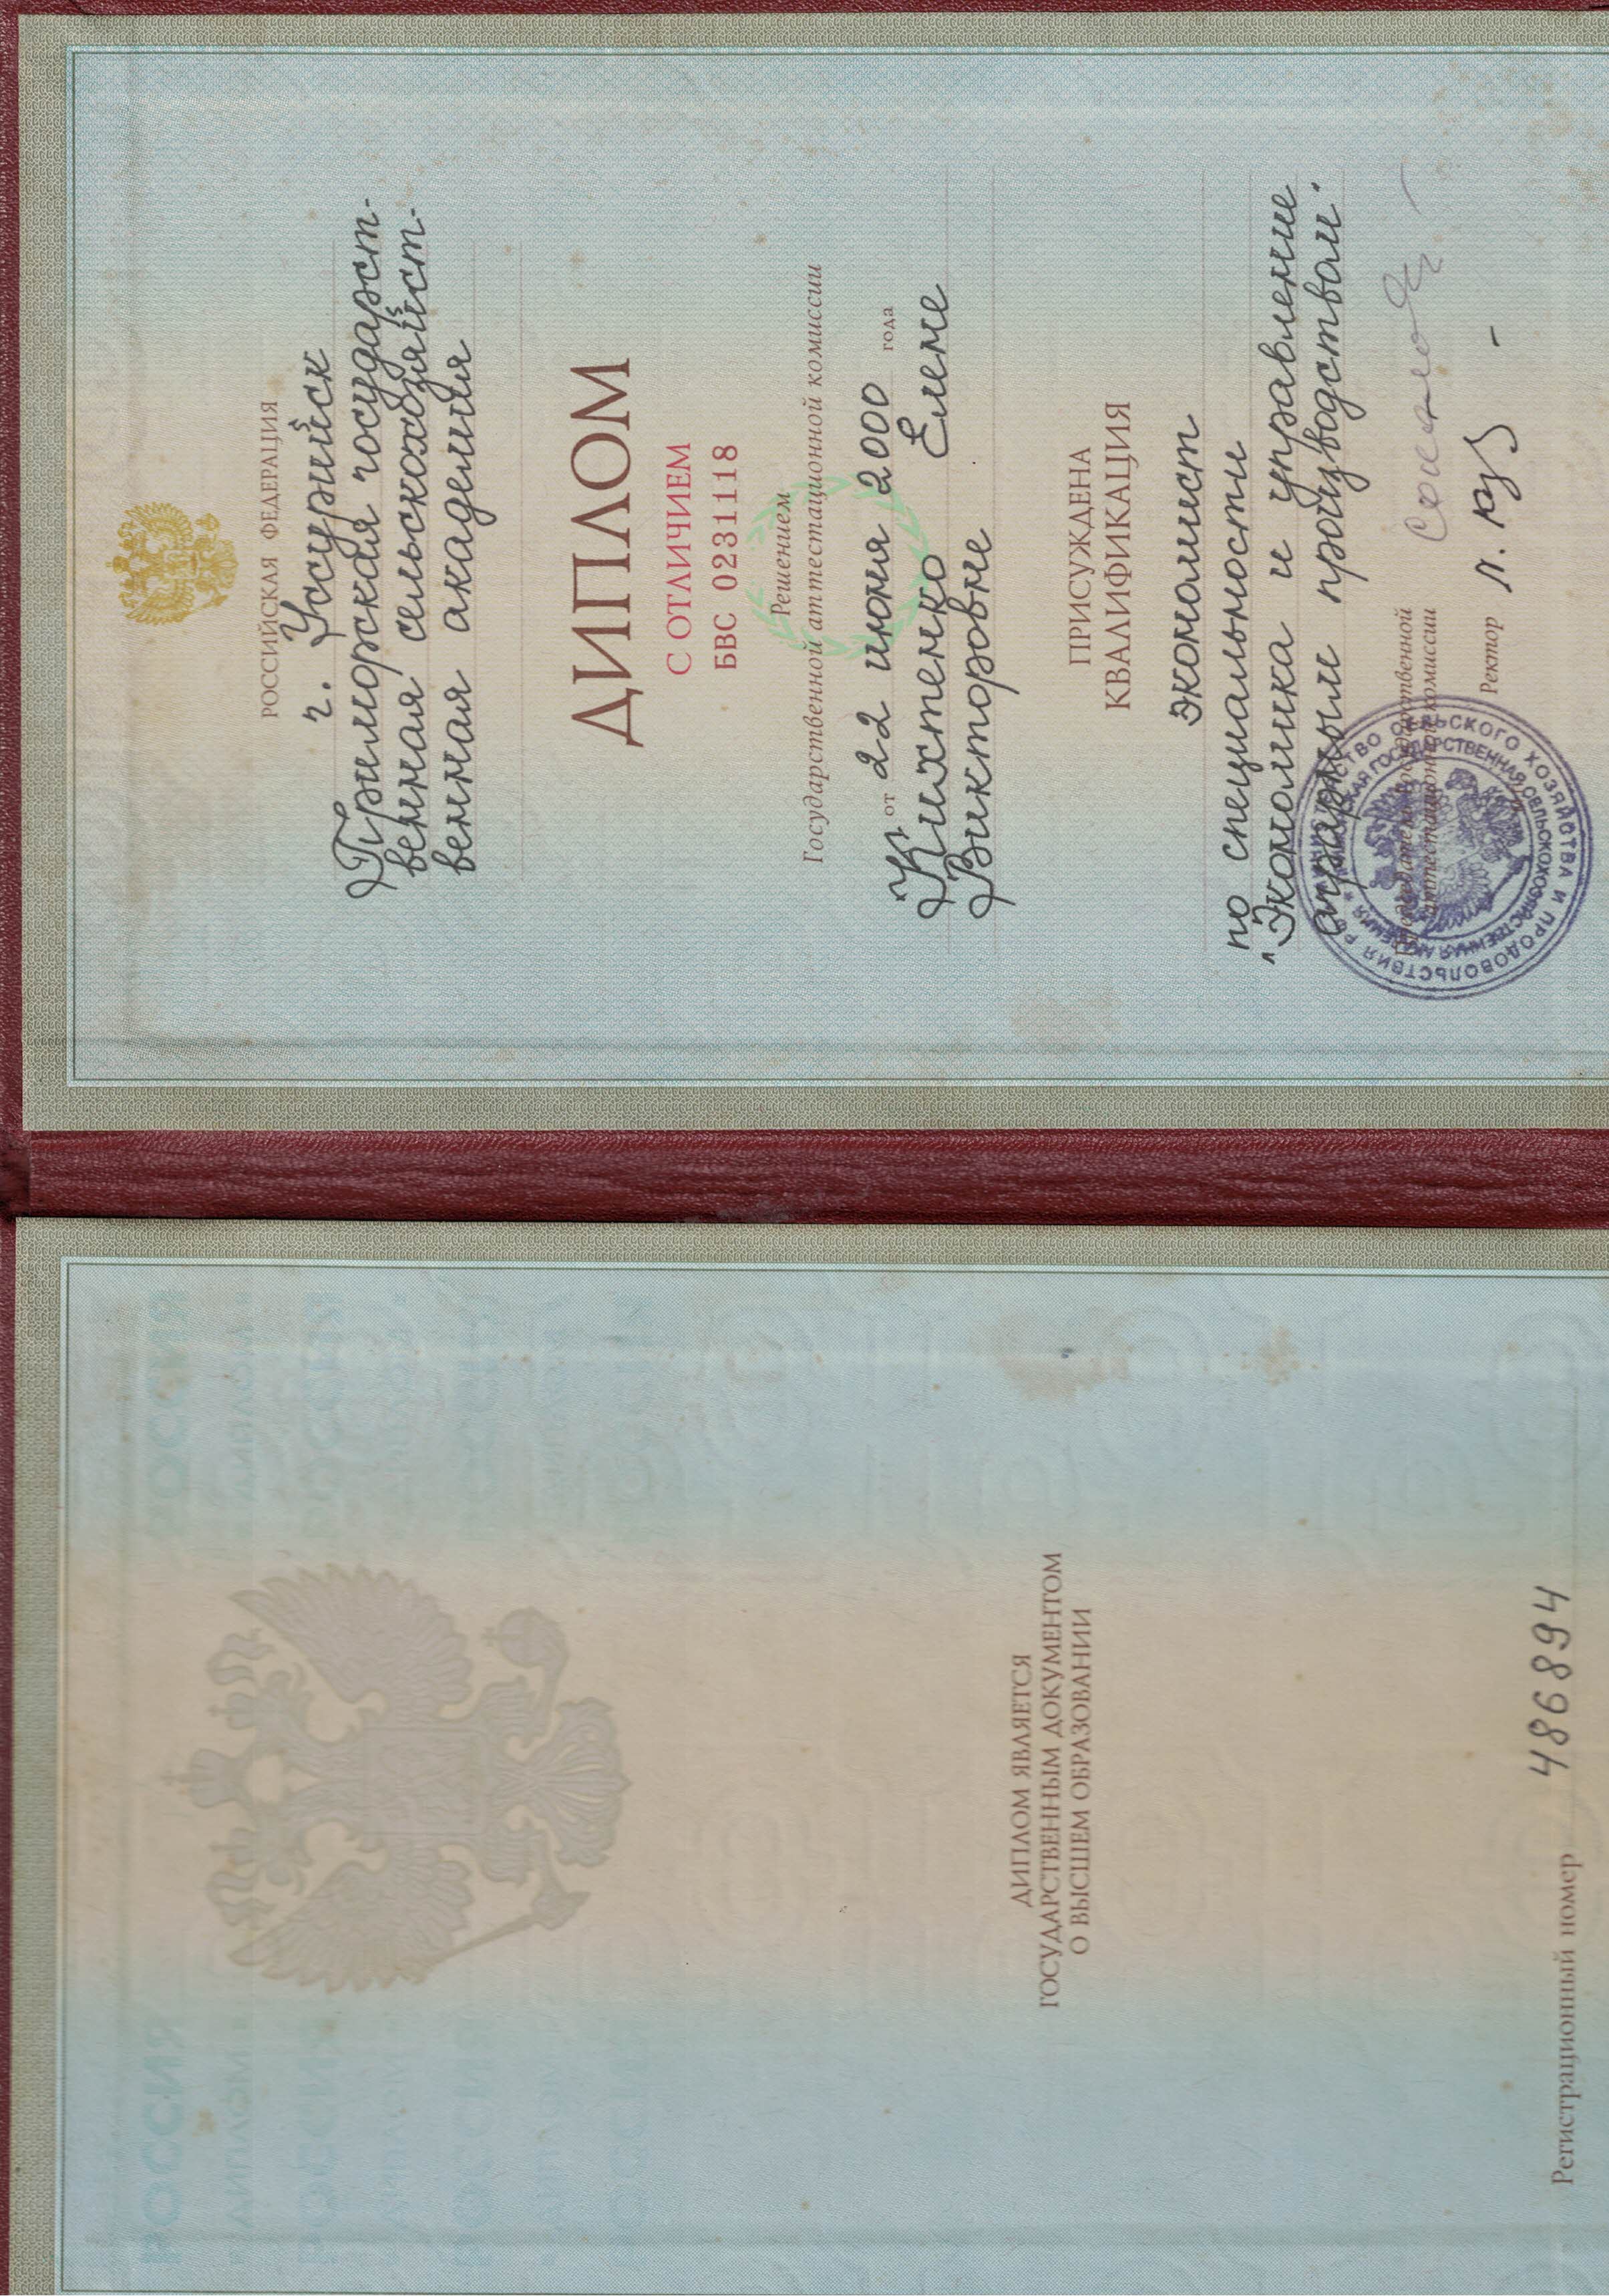 ДИПЛОМ ЯВЛЯЕТСЯ
ГОСУДАРСТВЕННЫМ ДОКУМЕНТОМ
О ВЫСШЕМ ОБРАЗОВАНИИ
Регистрационный номер 486894
РОССИЙСКАЯ ФЕДЕРАЦИЯ
г. Уссурийск
Приморская государст-
венная сельскохозяйст-
венная академия
ДИПЛОМ
С ОТЛИЧИЕМ
БВС 0231118
Решением
Государственной аттестационной комиссии
от 22 июня 2000 года
Кихтенко Елене
Викторовне
ПРИСУЖДЕНА
КВАЛИФИКАЦИЯ
экономист
по специальности
"Экономика и управление
аграрным производством"
Председатель Государственной
аттестационной комиссии
Ректор